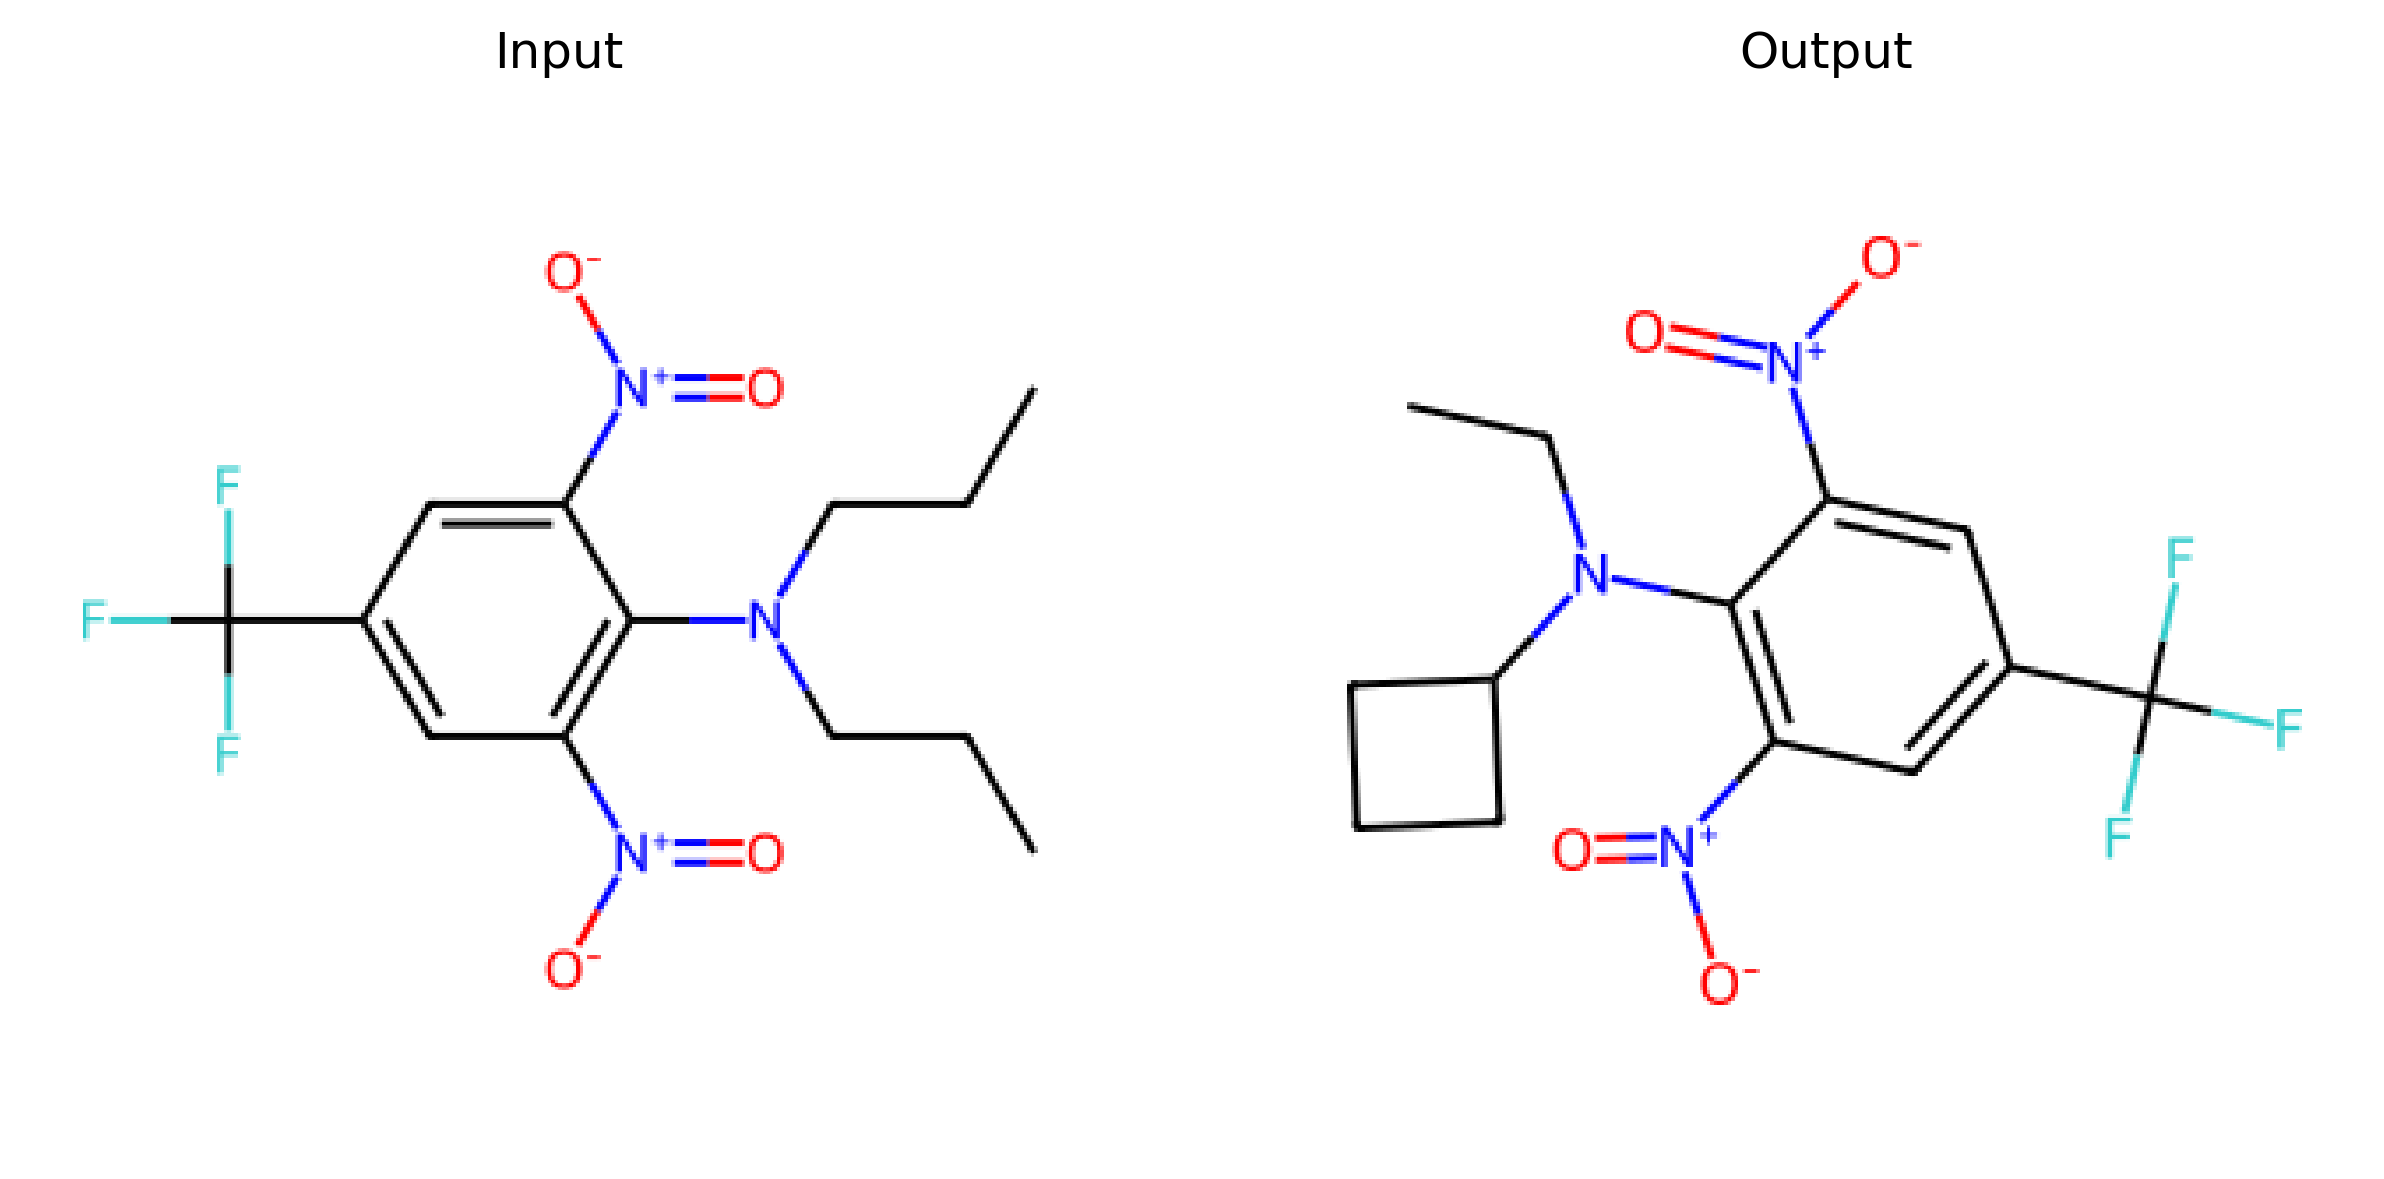 Input Output
O⁻ O⁻
O N⁺
N⁺ O
F F
N N
F F
F F
N⁺ O O N⁺
O⁻ O⁻